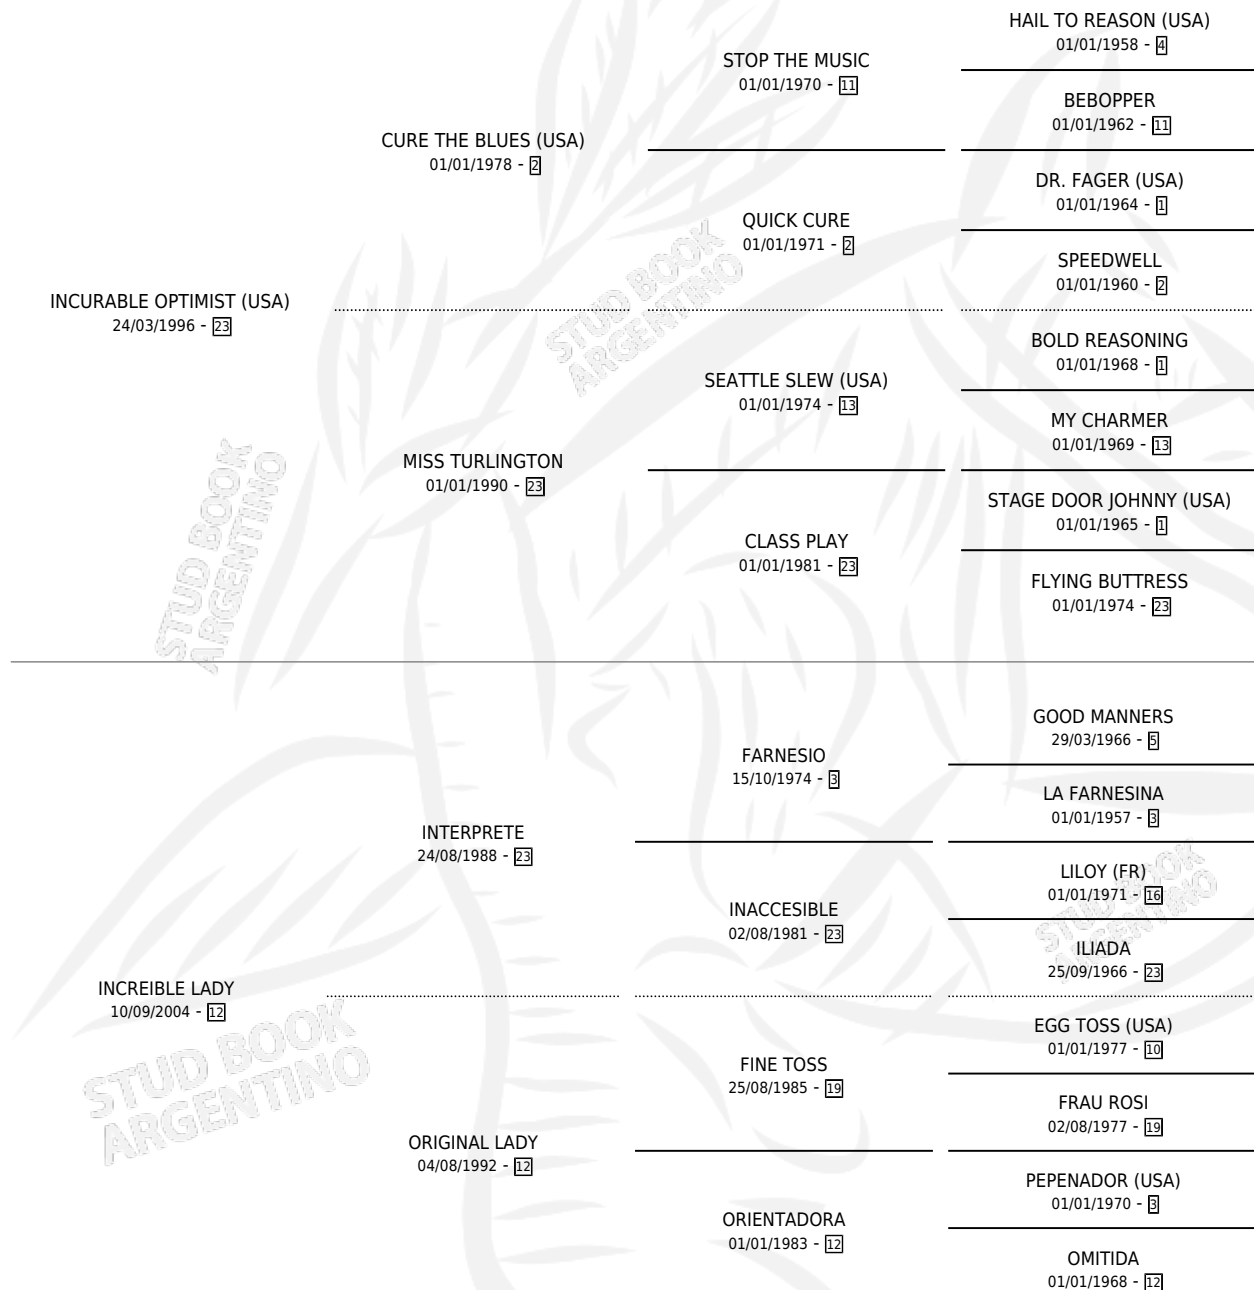 HAIL TO REASON (USA)
01/01/1958 - 4
STOP THE MUSIC
01/01/1970 - 11
BEBOPPER
01/01/1962 - 11
CURE THE BLUES (USA)
01/01/1978 - 2
DR. FAGER (USA)
01/01/1964 - 1
QUICK CURE
01/01/1971 - 2
SPEEDWELL
01/01/1960 - 2
INCURABLE OPTIMIST (USA)
24/03/1996 - 23
BOLD REASONING
01/01/1968 - 1
SEATTLE SLEW (USA)
01/01/1974 - 13
MY CHARMER
01/01/1969 - 13
MISS TURLINGTON
01/01/1990 - 23
STAGE DOOR JOHNNY (USA)
01/01/1965 - 1
CLASS PLAY
01/01/1981 - 23
FLYING BUTTRESS
01/01/1974 - 23
GOOD MANNERS
29/03/1966 - 5
FARNESIO
15/10/1974 - 3
LA FARNESINA
01/01/1957 - 3
INTERPRETE
24/08/1988 - 23
LILOY (FR)
01/01/1971 - 16
INACCESIBLE
02/08/1981 - 23
ILIADA
25/09/1966 - 23
INCREIBLE LADY
10/09/2004 - 12
EGG TOSS (USA)
01/01/1977 - 10
FINE TOSS
25/08/1985 - 19
FRAU ROSI
02/08/1977 - 19
ORIGINAL LADY
04/08/1992 - 12
PEPENADOR (USA)
01/01/1970 - 3
ORIENTADORA
01/01/1983 - 12
OMITIDA
01/01/1968 - 12
STUD BOOK
ARGENTINO
STUD BOOK
ARGENTINO
STUD BOOK
ARGENTINO
STUD BOOK
ARGENTINO